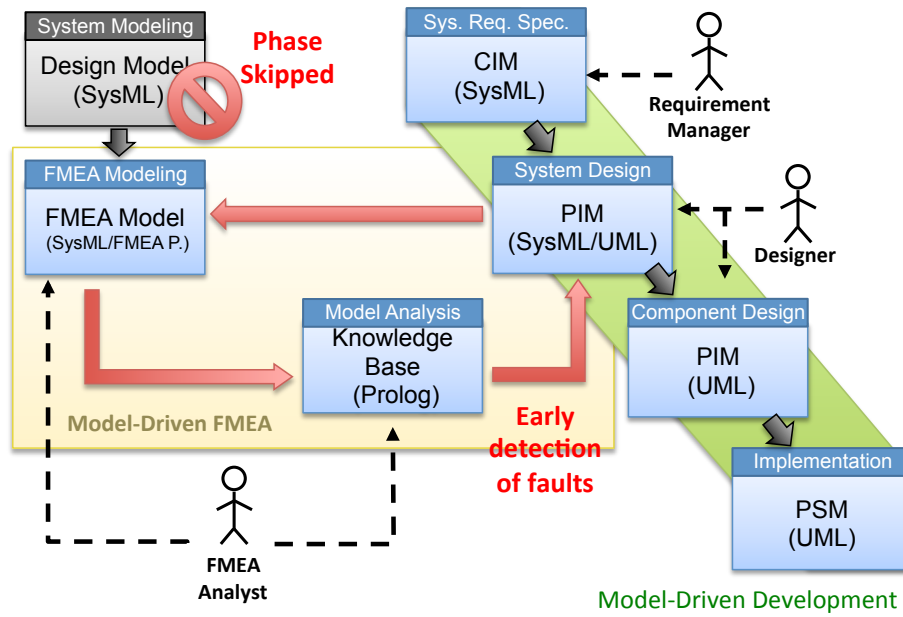 System Modeling
Design Model
(SysML)
Phase
Skipped
Sys. Req. Spec.
CIM
(SysML)
Requirement
Manager
FMEA Modeling
FMEA Model
(SysML/FMEA P.)
System Design
PIM
(SysML/UML)
Designer
Model Analysis
Knowledge
Base
(Prolog)
Component Design
PIM
(UML)
Model-Driven FMEA
Early
detection
of faults
Implementation
PSM
(UML)
FMEA
Analyst
Model-Driven Development